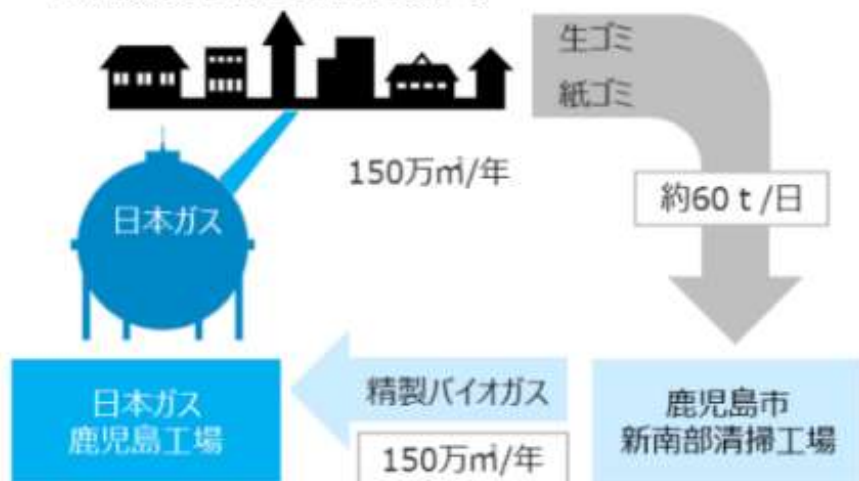 生ゴミ
紙ゴミ
150万㎥/年
約60ｔ/日
日本ガス
日本ガス
鹿児島工場
精製バイオガス
150万㎥/年
鹿児島市
新南部清掃工場